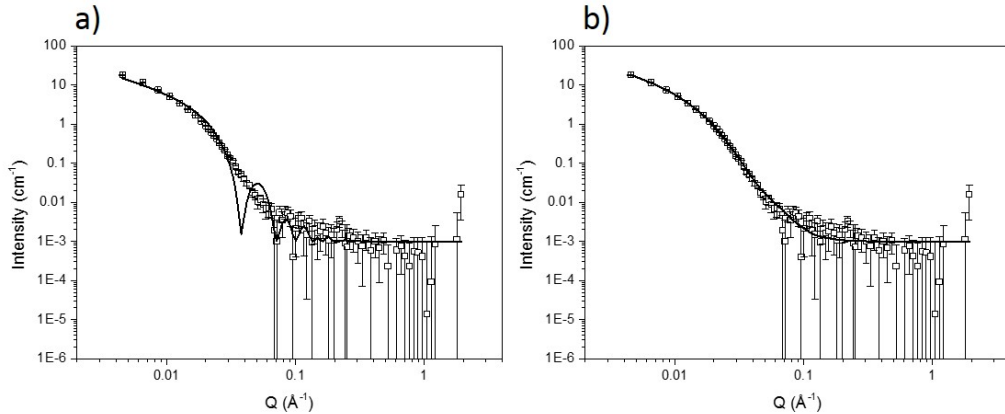 a)
b)
100
10
1
0.1
0.01
1E-3
1E-4
1E-5
1E-6
Intensity (cm⁻¹)
0.01
0.1
1
Q (Å⁻¹)
100
10
1
0.1
0.01
1E-3
1E-4
1E-5
1E-6
Intensity (cm⁻¹)
0.01
0.1
1
Q (Å⁻¹)